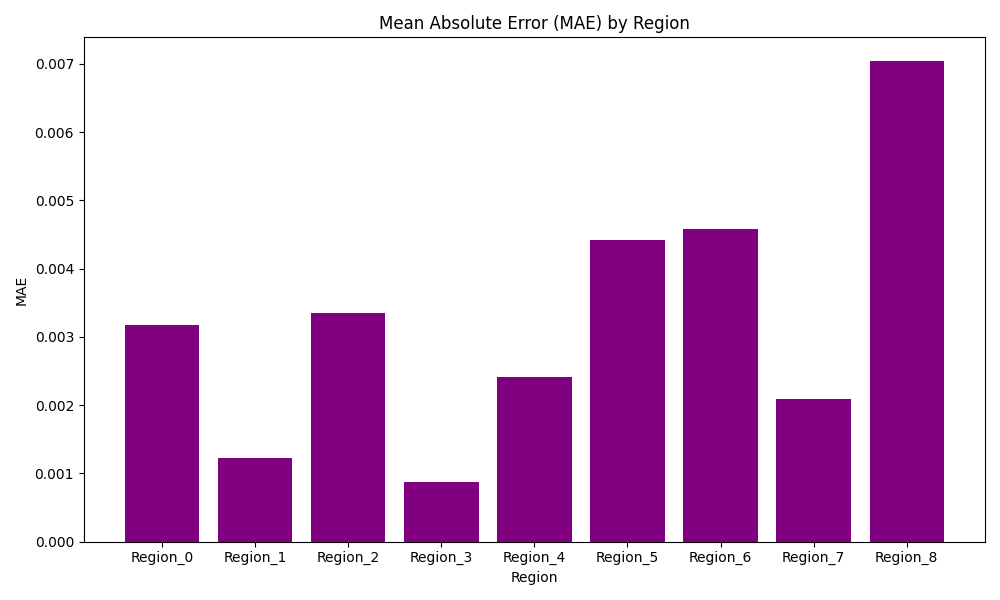 Mean Absolute Error (MAE) by Region
MAE
0.007
0.006
0.005
0.004
0.003
0.002
0.001
0.000
Region_0 Region_1 Region_2 Region_3 Region_4 Region_5 Region_6 Region_7 Region_8
Region